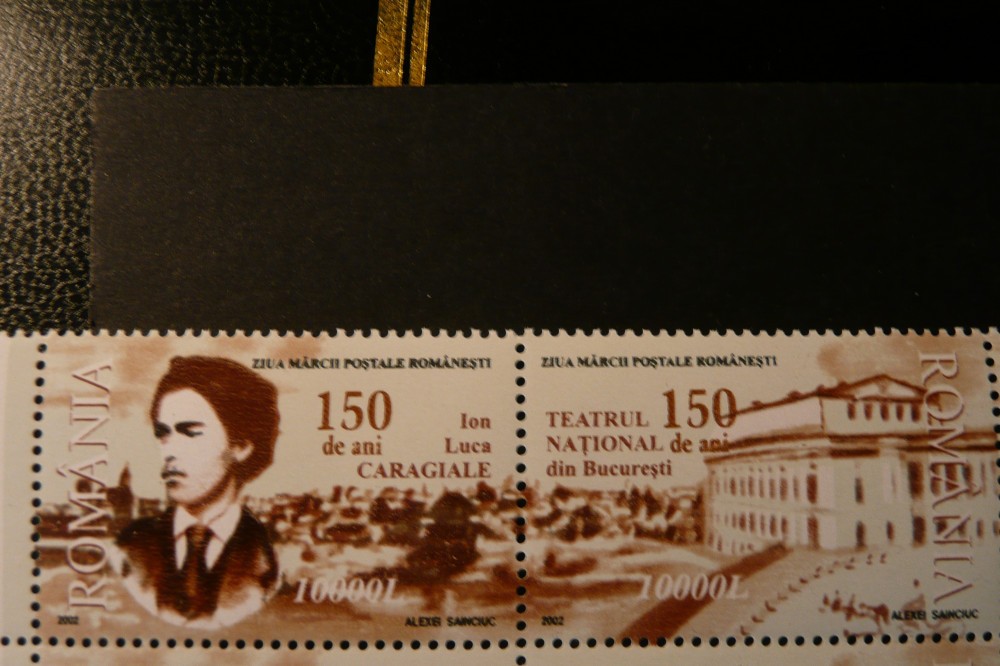 ROMÂNIA
ZIUA MĂRCII POȘTALE ROMÂNEȘTI
150
de ani
Ion
Luca
CARAGIALE
10000L
2002
ALEXEI SAINCIUC
ZIUA MĂRCII POȘTALE ROMÂNEȘTI
TEATRUL 150
NAȚIONAL de ani
din București
10000L
2002
ALEXEI SAINCIUC
ROMÂNIA